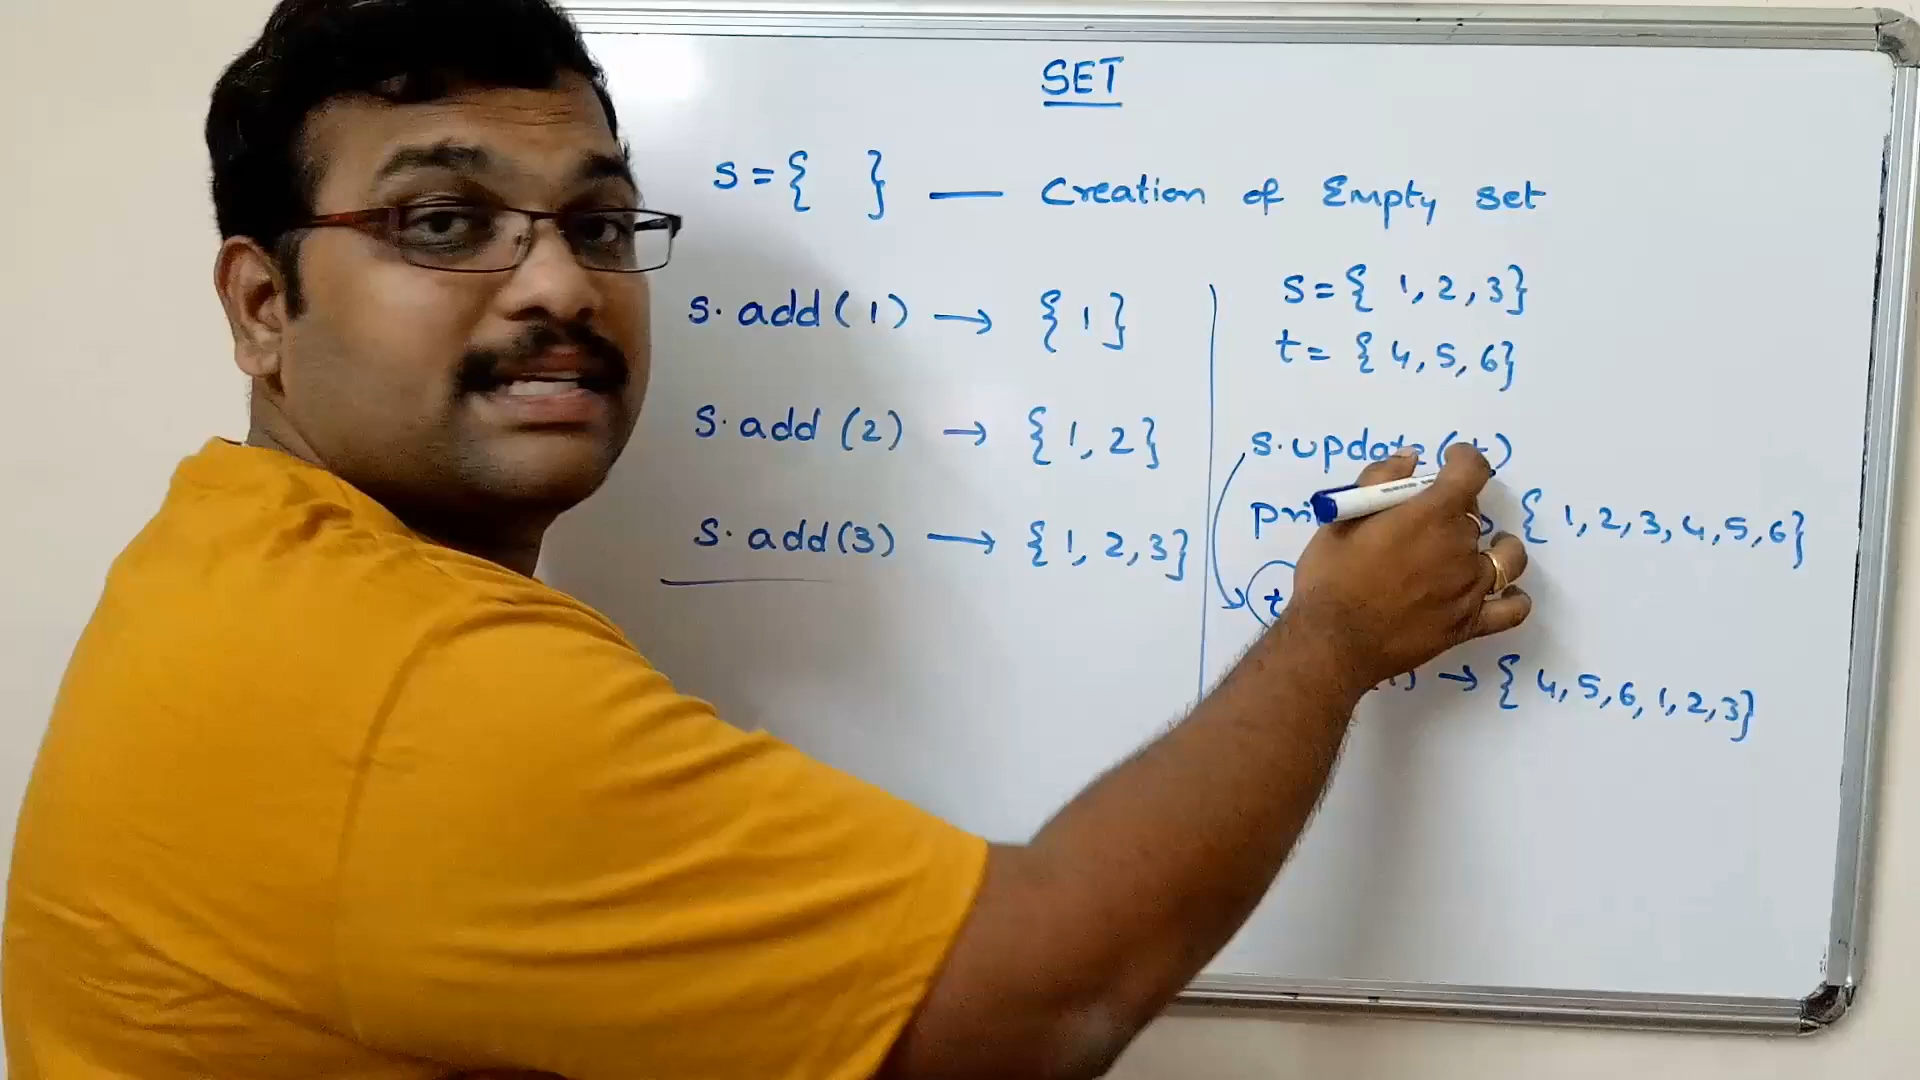 SET
s = { } — Creation of Empty set
s. add(1) → {1}
s. add (2) → {1, 2}
s. add(3) → {1, 2, 3}
s = {1, 2, 3}
t = {4, 5, 6}
s. update(t)
→ {1, 2, 3, 4, 5, 6}
t
→ {4, 5, 6, 1, 2, 3}